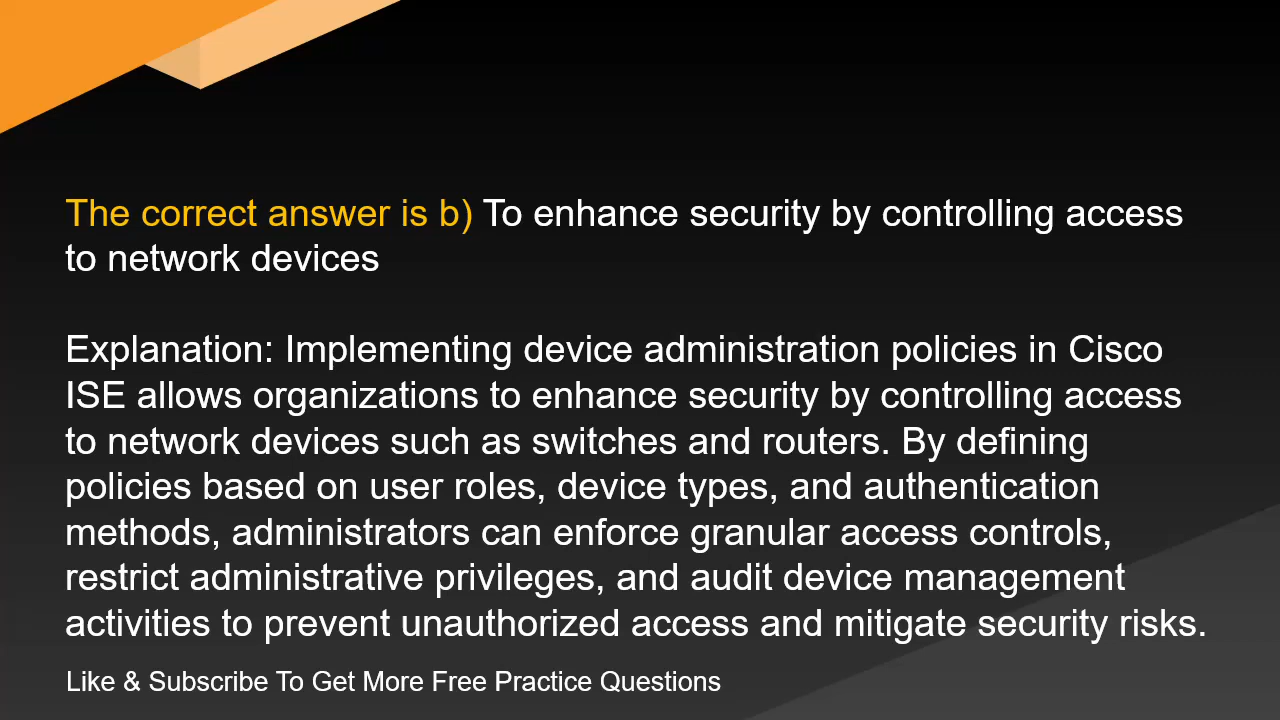 The correct answer is b) To enhance security by controlling access
to network devices
Explanation: Implementing device administration policies in Cisco
ISE allows organizations to enhance security by controlling access
to network devices such as switches and routers. By defining
policies based on user roles, device types, and authentication
methods, administrators can enforce granular access controls,
restrict administrative privileges, and audit device management
activities to prevent unauthorized access and mitigate security risks.
Like & Subscribe To Get More Free Practice Questions